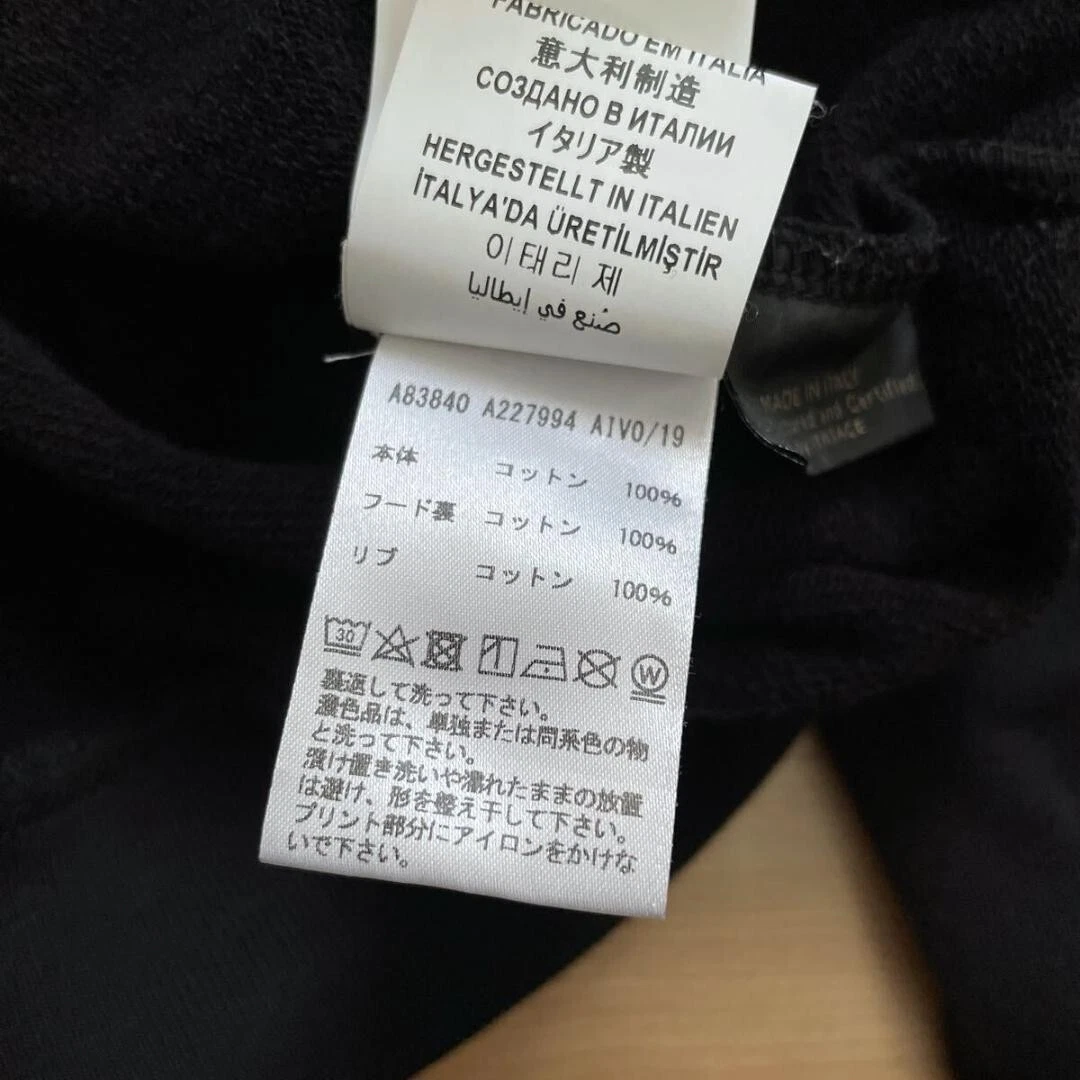 FABRICADO EM ITALIA
意大利制造
СОЗДАНО В ИТАЛИИ
イタリア製
HERGESTELLT IN ITALIEN
İTALYA'DA ÜRETİLMİŞTİR
이태리 제
صُنع في إيطاليا
MADE IN ITALY
and Certified
A83840 A227994 AIVO/19
本体 コットン 100%
フード裏 コットン 100%
リブ コットン 100%
30
W
裏返して洗って下さい。
濃色品は、単独または同系色の物
と洗って下さい。
漬け置き洗いや濡れたままの放置
は避け、形を整え干して下さい。
プリント部分にアイロンをかけな
いで下さい。